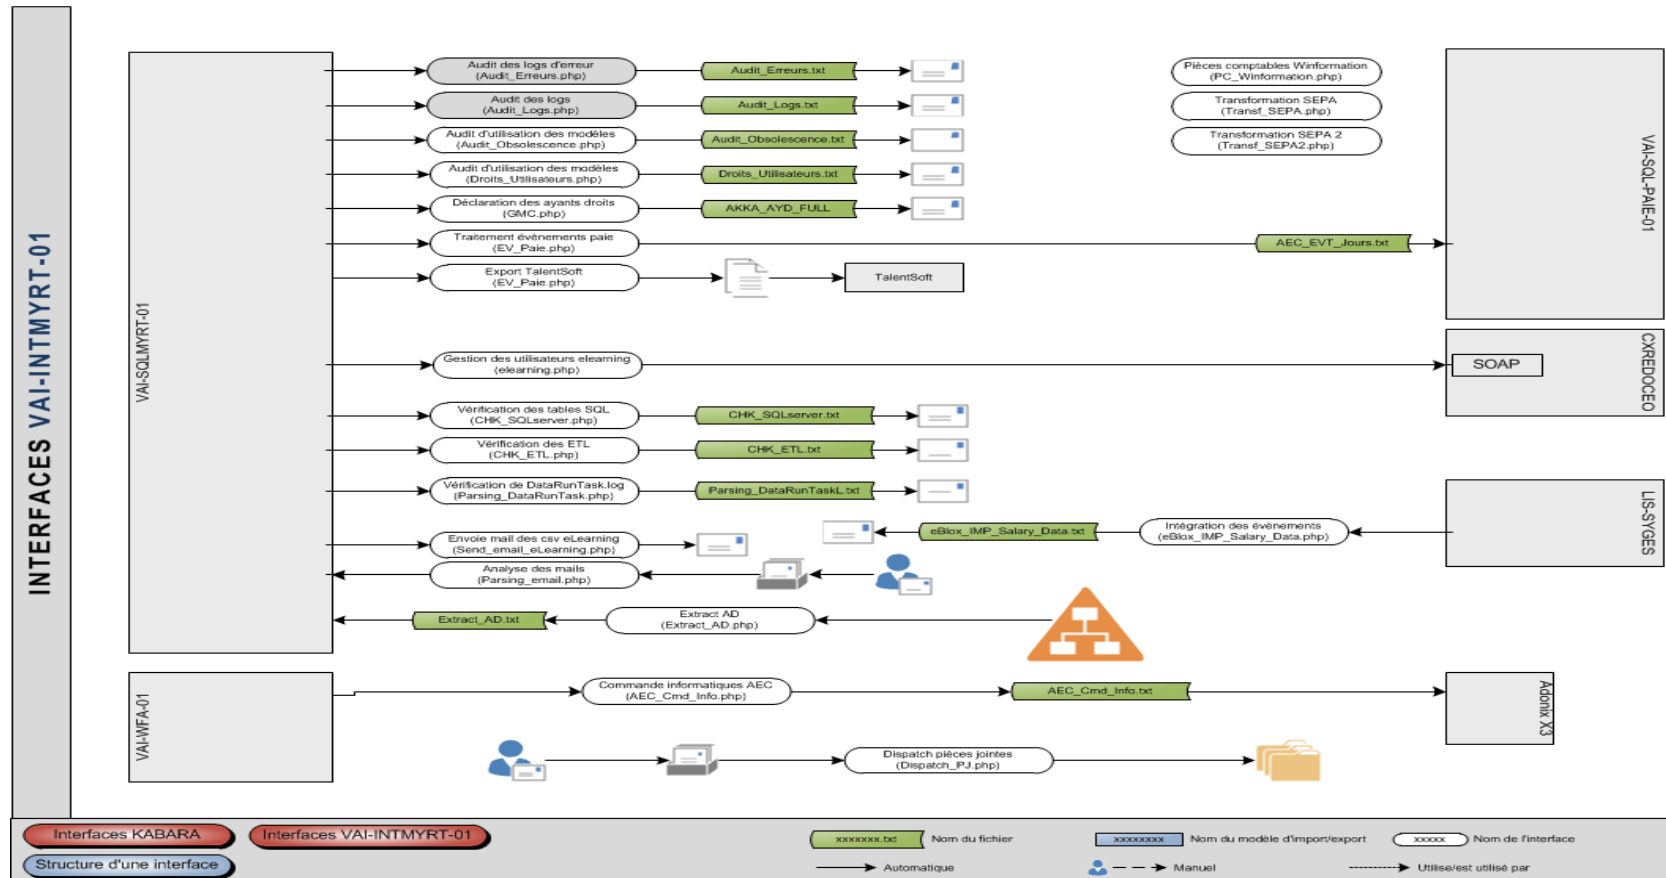 INTERFACES VAI-INTMYRT-01
VAI-SQLMYRT-01
Audit des logs d'erreur
(Audit_Erreurs.php)
Audit_Erreurs.txt
Audit des logs
(Audit_Logs.php)
Audit_Logs.txt
Audit d'utilisation des modèles
(Audit_Obsolescence.php)
Audit_Obsolescence.txt
Audit d'utilisation des modèles
(Droits_Utilisateurs.php)
Droits_Utilisateurs.txt
Déclaration des ayants droits
(GMC.php)
AKKA_AYD_FULL
Traitement évènements paie
(EV_Paie.php)
AEC_EVT_Jours.txt
Export TalentSoft
(EV_Paie.php)
TalentSoft
Pièces comptables Winformation
(PC_Winformation.php)
Transformation SEPA
(Transf_SEPA.php)
Transformation SEPA 2
(Transf_SEPA2.php)
VAI-SQL-PAIE-01
Gestion des utilisateurs elearning
(elearning.php)
SOAP
CXREDOCEO
Vérification des tables SQL
(CHK_SQLserver.php)
CHK_SQLserver.txt
Vérification des ETL
(CHK_ETL.php)
CHK_ETL.txt
Vérification de DataRunTask.log
(Parsing_DataRunTask.php)
Parsing_DataRunTaskL.txt
Envoie mail des csv eLearning
(Send_email_eLearning.php)
eBlox_IMP_Salary_Data.txt
Intégration des évènements
(eBlox_IMP_Salary_Data.php)
LIS-SYGES
Analyse des mails
(Parsing_email.php)
Extract_AD.txt
Extract AD
(Extract_AD.php)
VAI-WFA-01
Commande informatiques AEC
(AEC_Cmd_Info.php)
AEC_Cmd_Info.txt
Adonix X3
Dispatch pièces jointes
(Dispatch_PJ.php)
Interfaces KABARA
Interfaces VAI-INTMYRT-01
Structure d'une interface
xxxxxxx.txt
Nom du fichier
xxxxxxxx
Nom du modèle d'import/export
xxxxx
Nom de l'interface
Automatique
Manuel
Utilise/est utilisé par